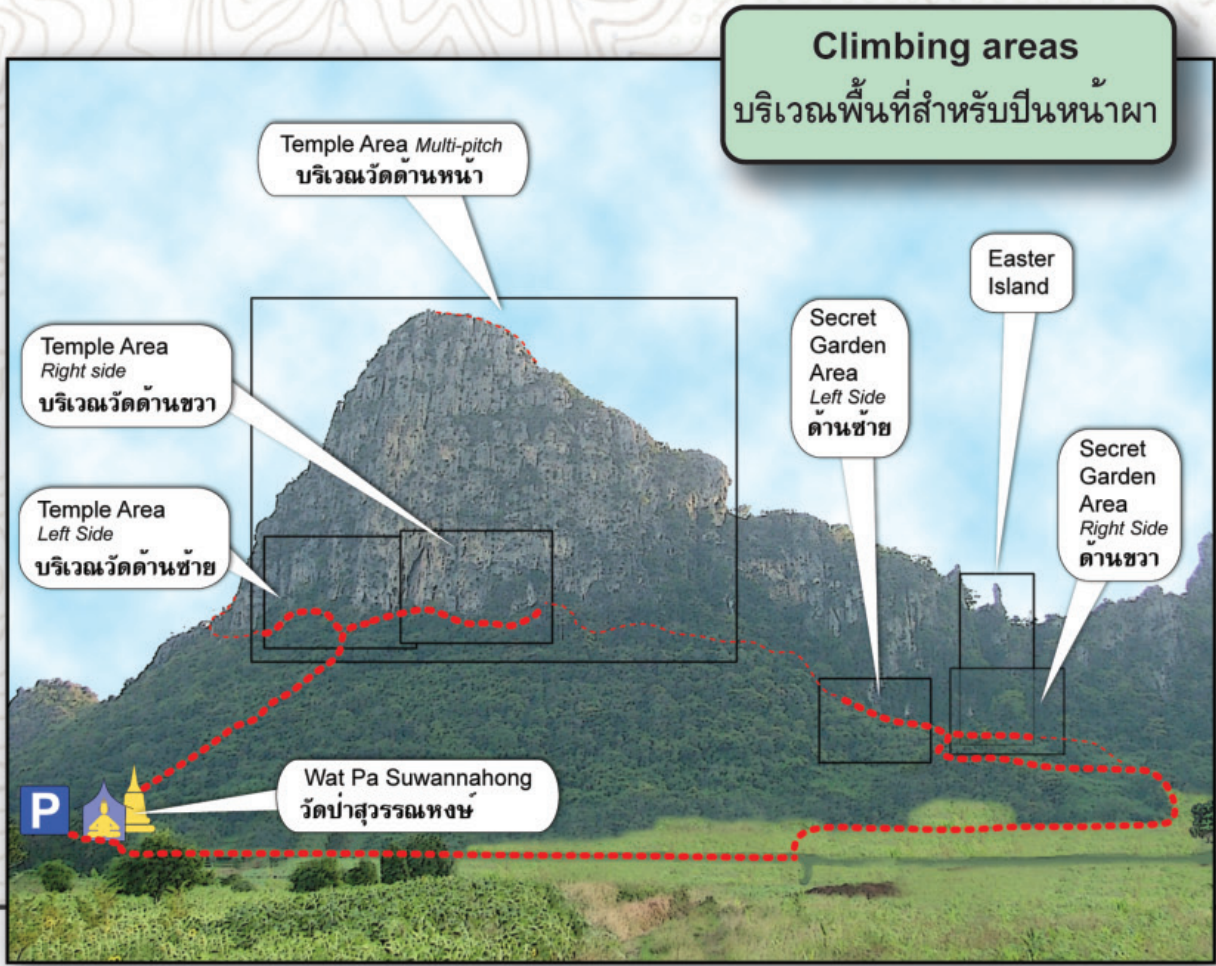 Climbing areas
บริเวณพื้นที่สำหรับปีนหน้าผา
Temple Area Multi-pitch
บริเวณวัดด้านหน้า
Easter
Island
Temple Area
Right side
บริเวณวัดด้านขวา
Secret
Garden
Area
Left Side
ด้านซ้าย
Secret
Garden
Area
Right Side
ด้านขวา
Temple Area
Left Side
บริเวณวัดด้านซ้าย
Wat Pa Suwannahong
วัดป่าสุวรรณหงษ์
P